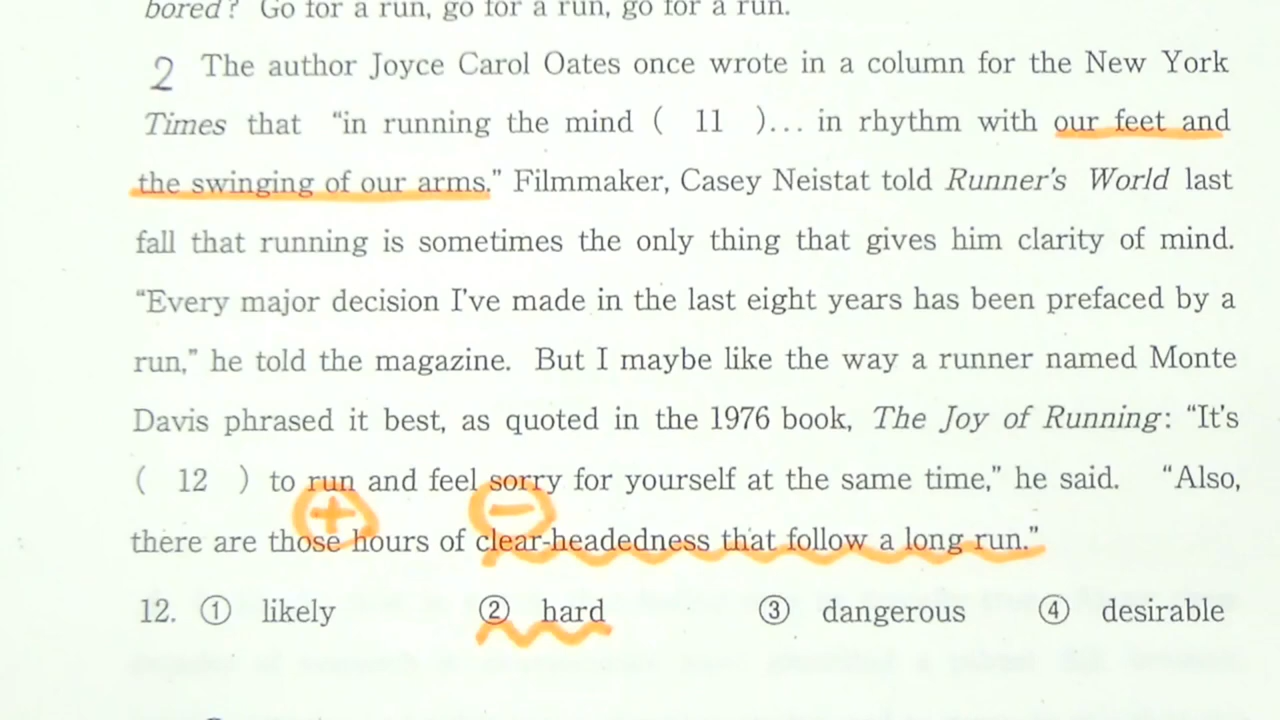 bored? Go for a run, go for a run, go for a run.
2 The author Joyce Carol Oates once wrote in a column for the New York
Times that “in running the mind ( 11 )... in rhythm with our feet and
the swinging of our arms.” Filmmaker, Casey Neistat told Runner's World last
fall that running is sometimes the only thing that gives him clarity of mind.
“Every major decision I've made in the last eight years has been prefaced by a
run,” he told the magazine. But I maybe like the way a runner named Monte
Davis phrased it best, as quoted in the 1976 book, The Joy of Running: “It's
( 12 ) to run and feel sorry for yourself at the same time,” he said. “Also,
+ −
there are those hours of clear-headedness that follow a long run.”
12. ① likely ② hard ③ dangerous ④ desirable